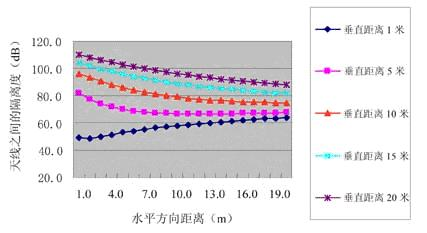 天线之间的隔离度(dB)
120.0
100.0
80.0
60.0
40.0
20.0
1.0 4.0 7.0 10.0 13.0 16.0 19.0
水平方向距离(m)
垂直距离 1 米
垂直距离 5 米
垂直距离 10 米
垂直距离 15 米
垂直距离 20 米